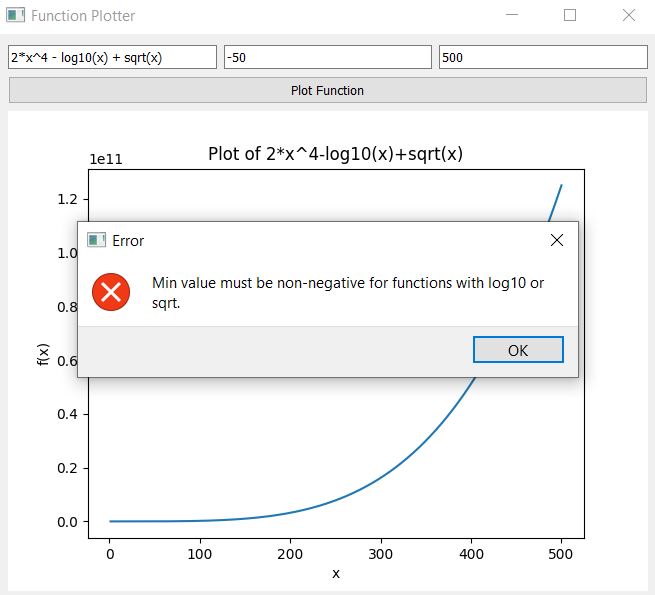 Function Plotter
2*x^4 - log10(x) + sqrt(x)
-50
500
Plot Function
Plot of 2*x^4-log10(x)+sqrt(x)
1e11
1.2
1.0
0.8
0.6
0.4
0.2
0.0
f(x)
Error
Min value must be non-negative for functions with log10 or
sqrt.
OK
0 100 200 300 400 500
x